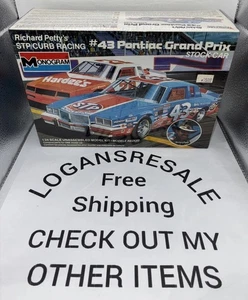 Richard Petty's
STP/CURB RACING
#43 Pontiac Grand Prix
STOCK CAR
MONOGRAM
Hardee's
STP
43
LOGANSRESALE
Free
Shipping
CHECK OUT MY
OTHER ITEMS